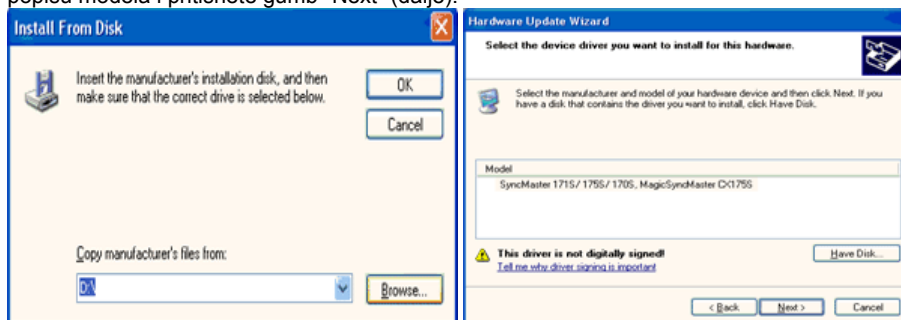 popisu modela i pritisnete gumb "Next" (dalje).
Install From Disk
Insert the manufacturer's installation disk, and then
make sure that the correct drive is selected below.
OK
Cancel
Copy manufacturer's files from:
D:\
Browse...
Hardware Update Wizard
Select the device driver you want to install for this hardware.
Select the manufacturer and model of your hardware device and then click Next. If you
have a disk that contains the driver you want to install, click Have Disk.
Model
SyncMaster 171S/ 175S/ 170S, MagicSyncMaster CX175S
This driver is not digitally signed!
Tell me why driver signing is important
Have Disk...
< Back
Next >
Cancel